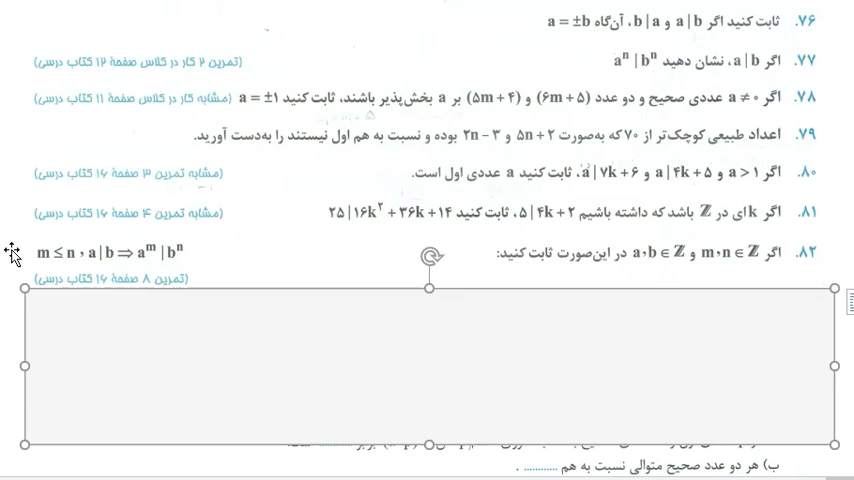 ۷۶. ثابت کنید اگر a | b و b | a، آن‌گاه a = ±b
۷۷. اگر a | b، نشان دهید aⁿ | bⁿ (تمرین ۲ کار در کلاس صفحهٔ ۱۲ کتاب درسی)
۷۸. اگر a ≠ ۰ عددی صحیح و دو عدد (۶m + ۵) و (۵m + ۴) بر a بخش‌پذیر باشند، ثابت کنید a = ±۱ (مشابه کار در کلاس صفحهٔ ۱۱ کتاب درسی)
۷۹. اعداد طبیعی کوچک‌تر از ۷۰ که به‌صورت ۵n + ۲ و ۲n − ۳ بوده و نسبت به هم اول نیستند را به‌دست آورید.
۸۰. اگر a > ۱ و a | ۴k + ۵ و a | ۷k + ۶، ثابت کنید a عددی اول است. (مشابه تمرین ۳ صفحهٔ ۱۶ کتاب درسی)
۸۱. اگر k‌ای در ℤ باشد که داشته باشیم ۵ | ۴k + ۲، ثابت کنید ۲۵ | ۱۶k² + ۳۶k + ۱۴ (مشابه تمرین ۴ صفحهٔ ۱۶ کتاب درسی)
۸۲. اگر m,n ∈ ℤ و a,b ∈ ℤ در این‌صورت ثابت کنید: m ≤ n , a | b ⇒ aᵐ | bⁿ
(تمرین ۸ صفحهٔ ۱۶ کتاب درسی)
ب) هر دو عدد صحیح متوالی نسبت به هم ............ .